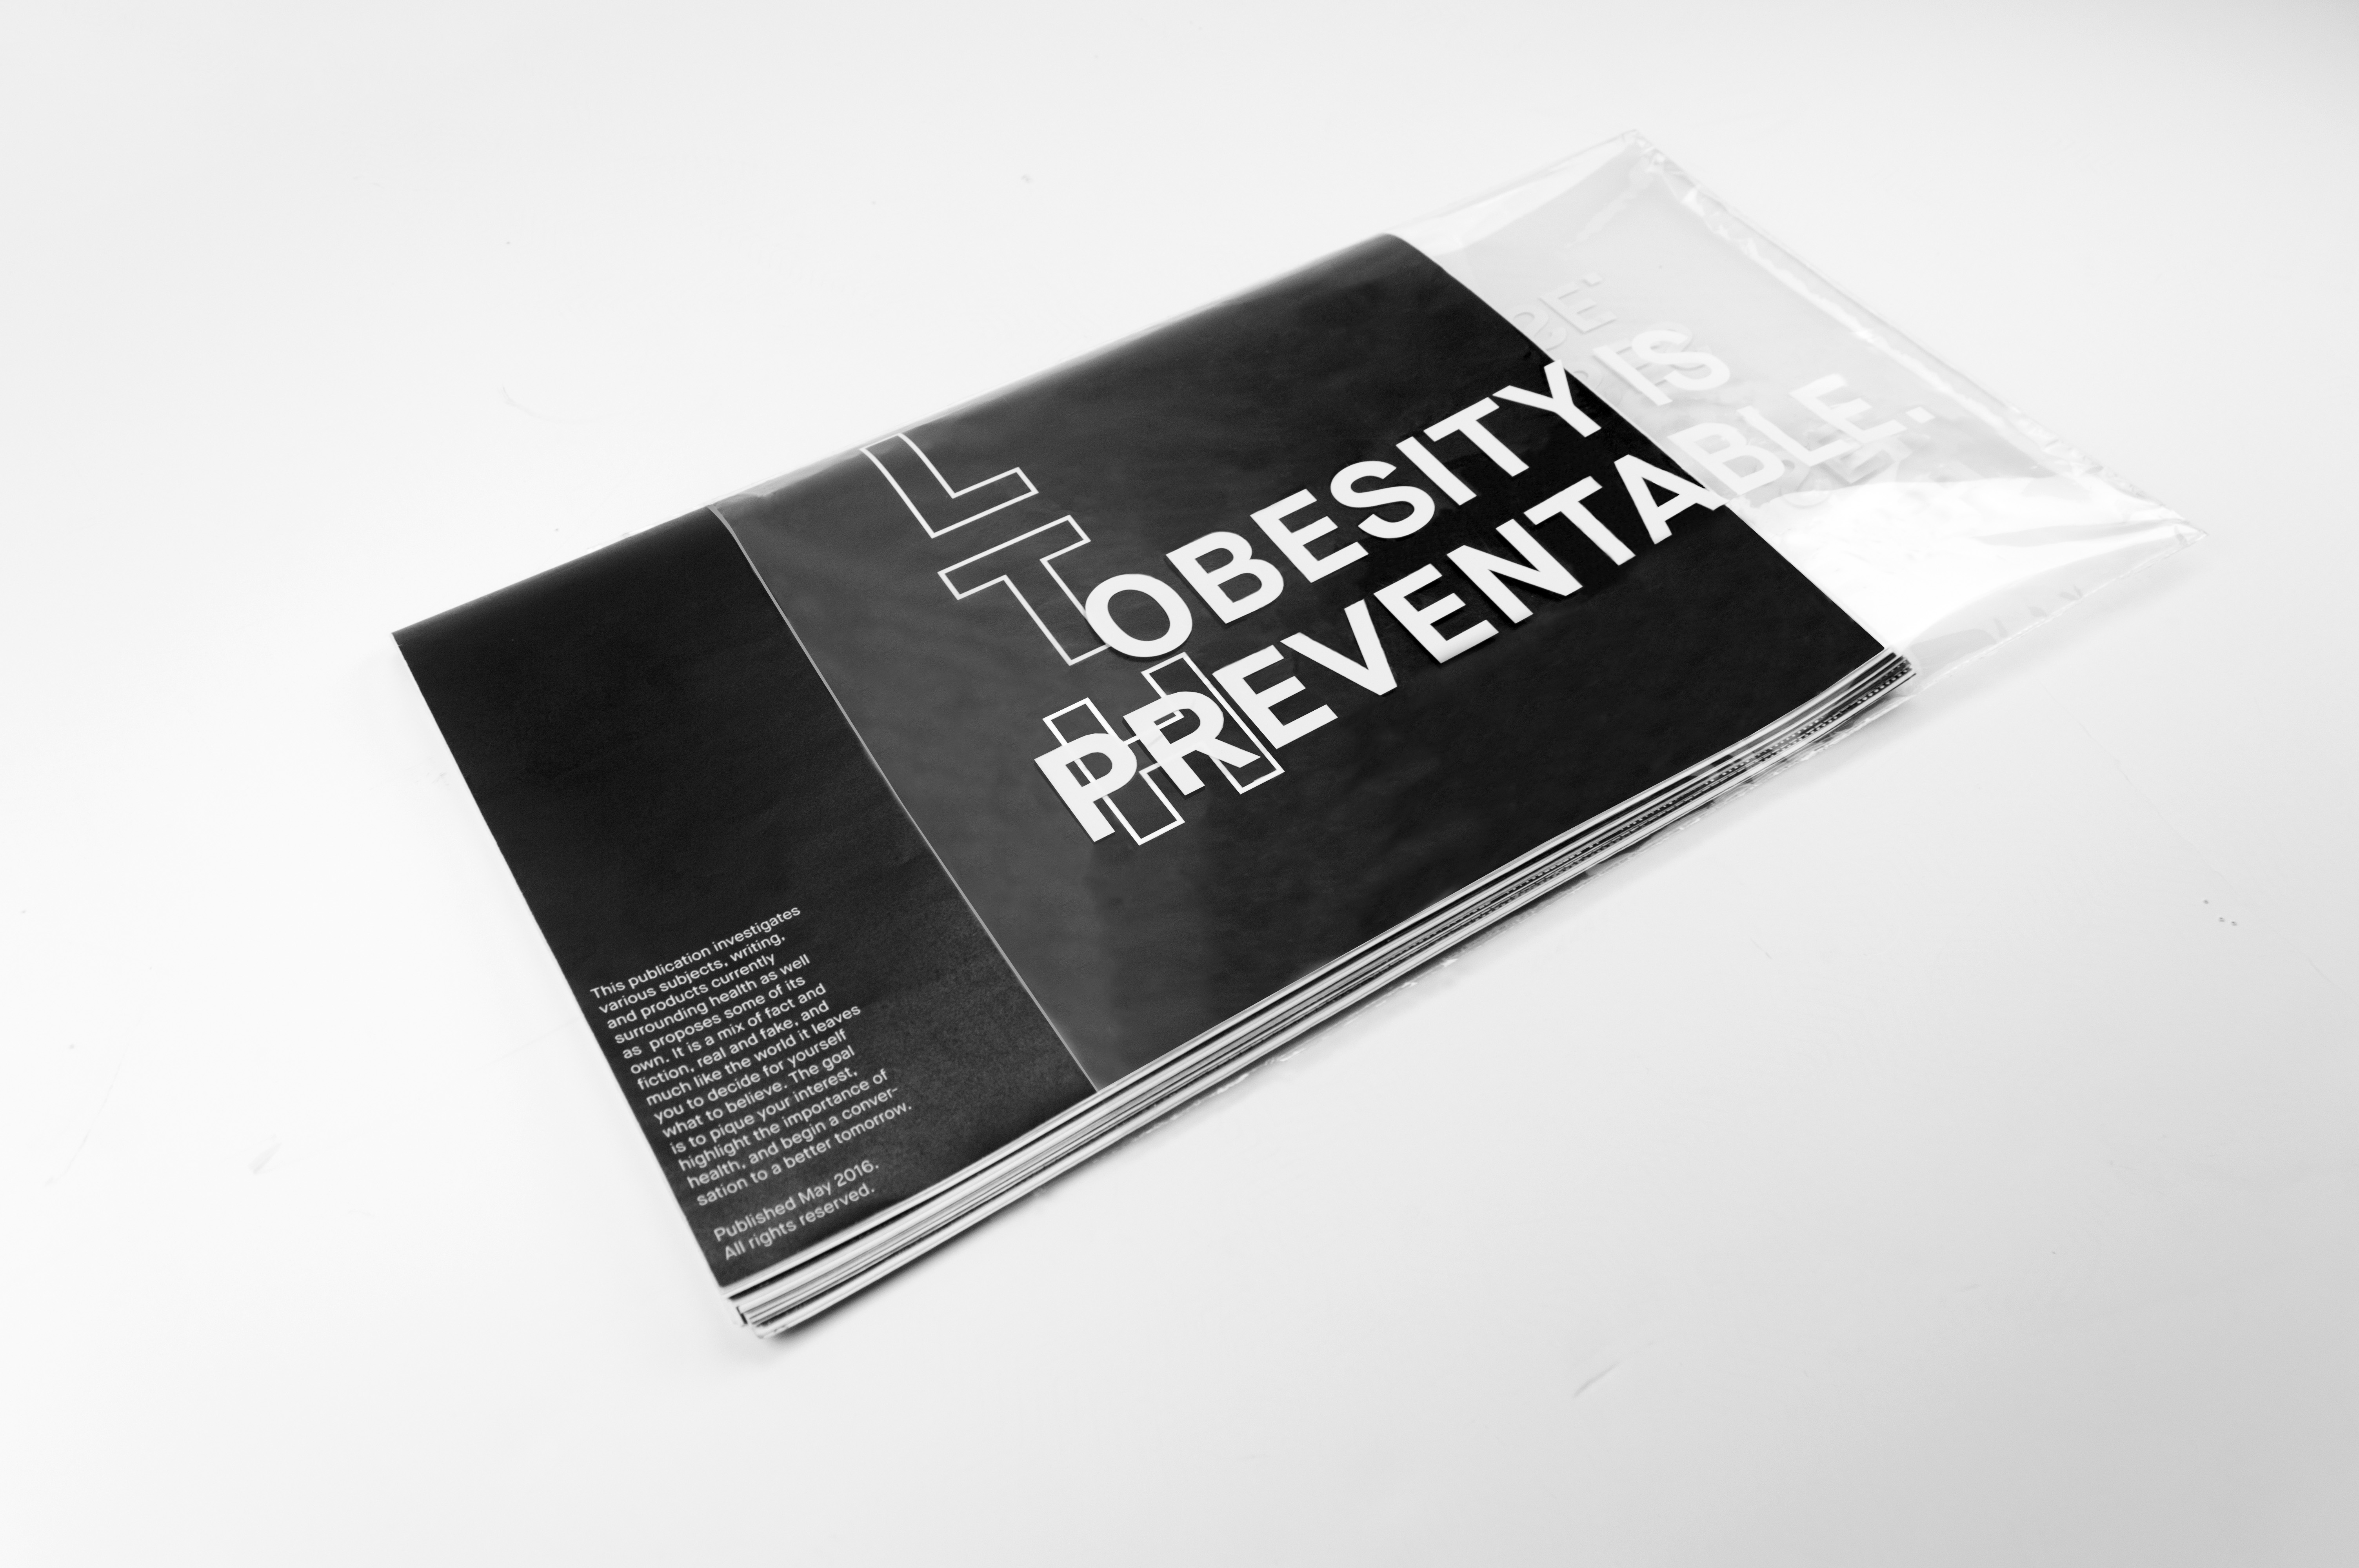 L
T
H
OBESITY IS
PREVENTABLE.
This publication investigates
various subjects, writing,
and products currently
surrounding health as well
as proposes some of its
own. It is a mix of fact and
fiction, real and fake, and
much like the world it leaves
you to decide for yourself
what to believe. The goal
is to pique your interest,
highlight the importance of
health, and begin a conver-
sation to a better tomorrow.
Published May 2016.
All rights reserved.